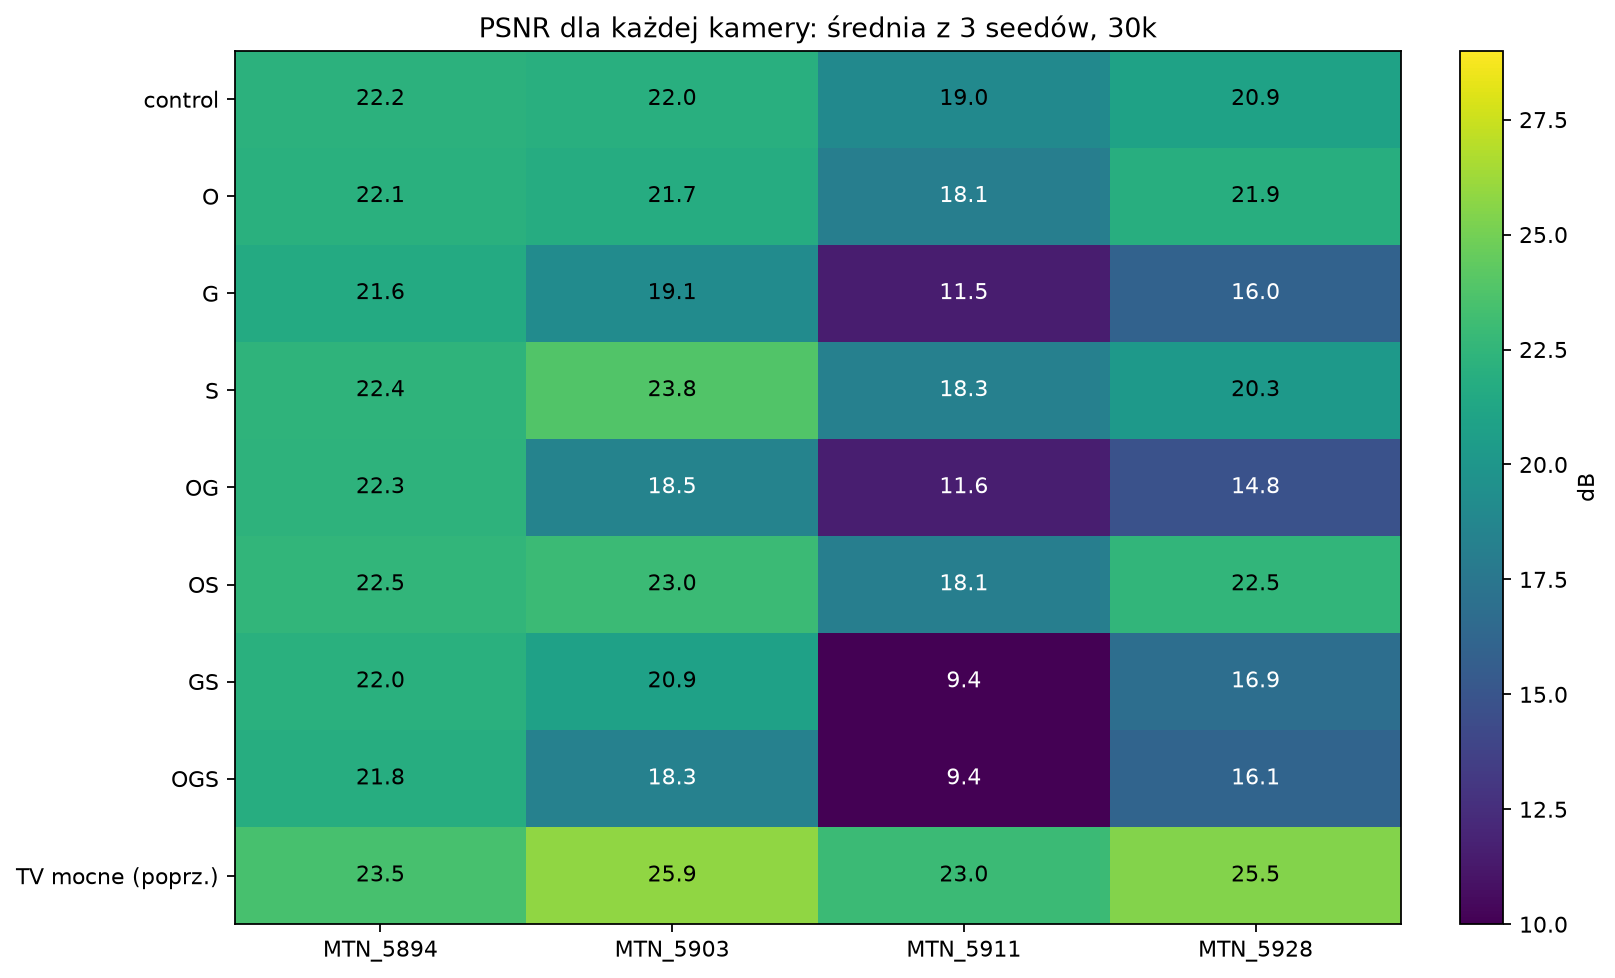 PSNR dla każdej kamery: średnia z 3 seedów, 30k
control 22.2 22.0 19.0 20.9
O 22.1 21.7 18.1 21.9
G 21.6 19.1 11.5 16.0
S 22.4 23.8 18.3 20.3
OG 22.3 18.5 11.6 14.8
OS 22.5 23.0 18.1 22.5
GS 22.0 20.9 9.4 16.9
OGS 21.8 18.3 9.4 16.1
TV mocne (poprz.) 23.5 25.9 23.0 25.5
MTN_5894 MTN_5903 MTN_5911 MTN_5928
27.5
25.0
22.5
20.0
17.5
15.0
12.5
10.0
dB